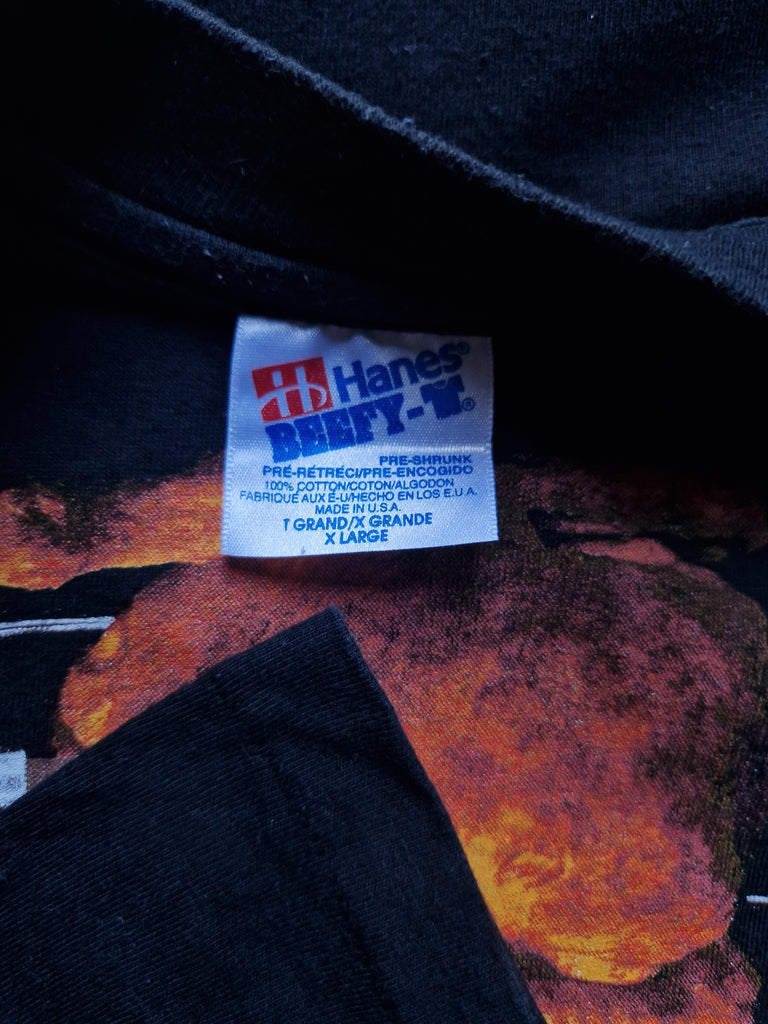 Hanes®
BEEFY-T®
PRE-SHRUNK
PRÉ-RÉTRÉCI/PRE-ENCOGIDO
100% COTTON/COTON/ALGODON
FABRIQUÉ AUX É-U/HECHO EN LOS E.U.A.
MADE IN U.S.A.
T GRAND/X GRANDE
X LARGE